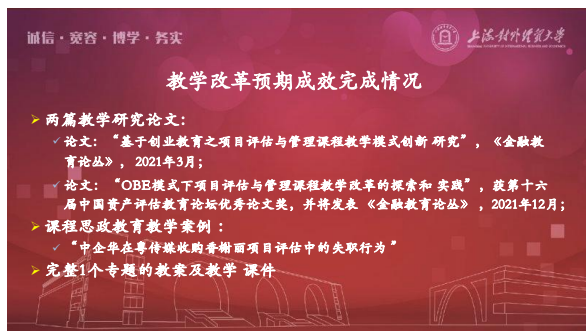 诚信·宽容·博学·务实
上海对外经贸大学
教学改革预期成效完成情况
两篇教学研究论文：
论文：“基于创业教育之项目评估与管理课程教学模式创新 研究”，《金融教
育论丛》，2021年3月；
论文：“OBE模式下项目评估与管理课程教学改革的探索和 实践”，获第十六
届中国资产评估教育论坛优秀论文奖，并将发表 《金融教育论丛》，2021年12月；
课程思政教育教学案例：
“中企华在粤传媒收购香榭丽项目评估中的失职行为”
完整1个专题的教案及教学 课件